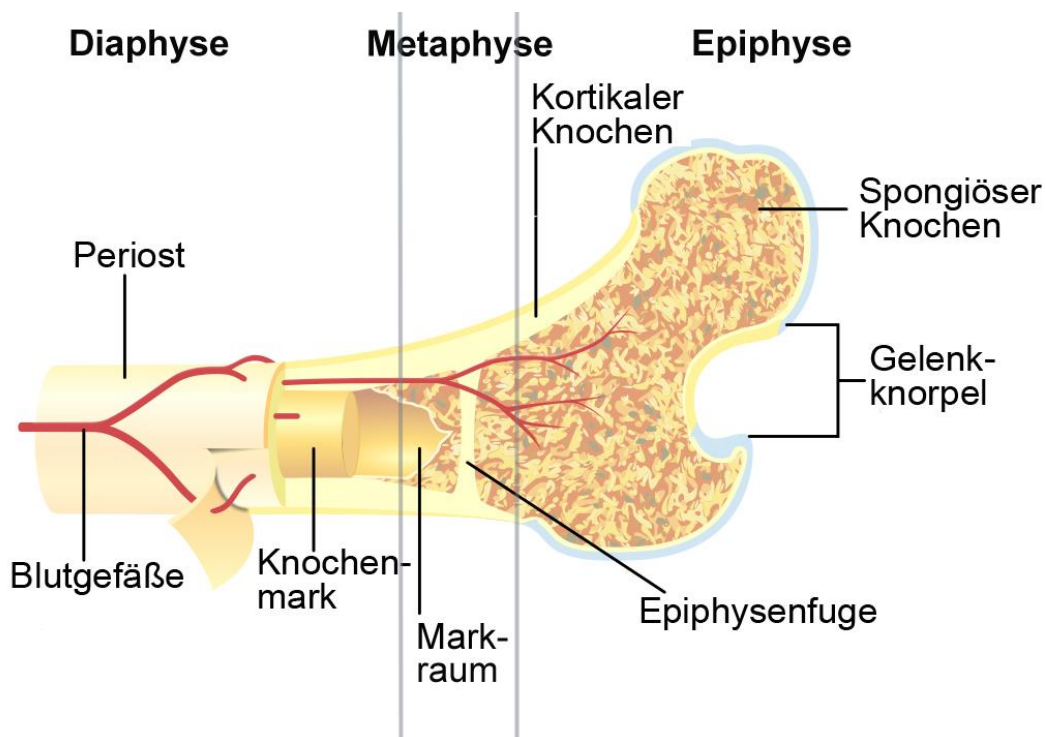 Diaphyse Metaphyse Epiphyse
Kortikaler
Knochen
Spongiöser
Knochen
Periost
Gelenk-
knorpel
Blutgefäße
Knochen-
mark
Epiphysenfuge
Mark-
raum